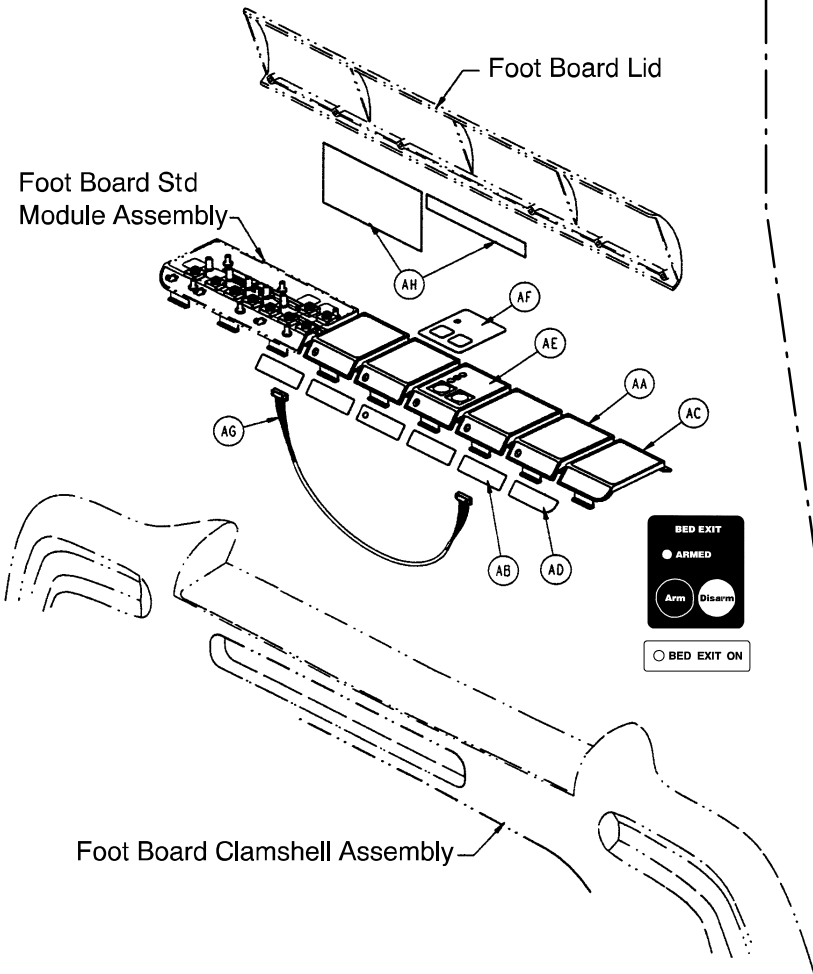 Foot Board Lid
Foot Board Std
Module Assembly
AH
AF
AE
AA
AC
AG
AB
AD
BED EXIT
ARMED
Arm
Disarm
BED EXIT ON
Foot Board Clamshell Assembly